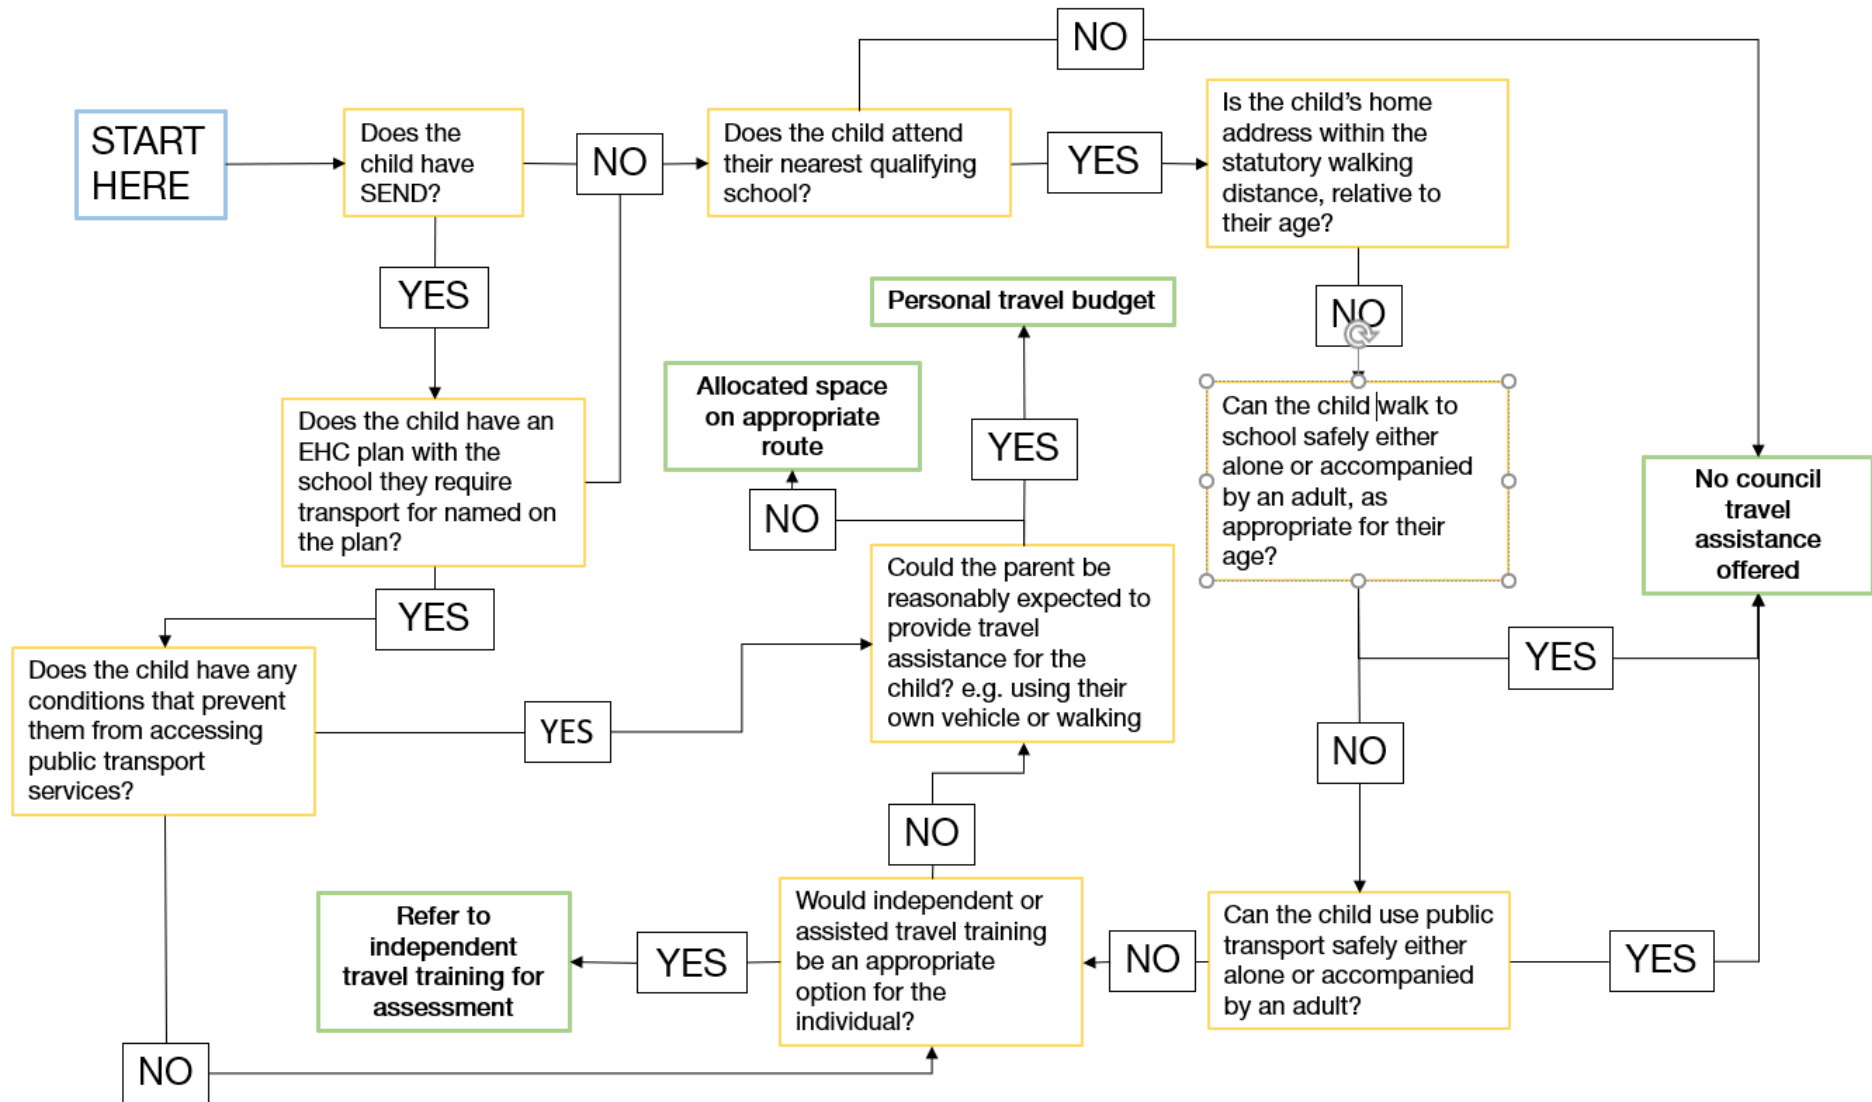 NO
START
HERE
Does the
child have
SEND?
NO
Does the child attend
their nearest qualifying
school?
YES
Is the child's home
address within the
statutory walking
distance, relative to
their age?
YES
Personal travel budget
NO
Allocated space
on appropriate
route
Does the child have an
EHC plan with the
school they require
transport for named on
the plan?
YES
NO
Can the child walk to
school safely either
alone or accompanied
by an adult, as
appropriate for their
age?
No council
travel
assistance
offered
YES
Could the parent be
reasonably expected to
provide travel
assistance for the
child? e.g. using their
own vehicle or walking
YES
Does the child have any
conditions that prevent
them from accessing
public transport
services?
YES
NO
NO
Refer to
independent
travel training for
assessment
YES
Would independent or
assisted travel training
be an appropriate
option for the
individual?
NO
Can the child use public
transport safely either
alone or accompanied
by an adult?
YES
NO